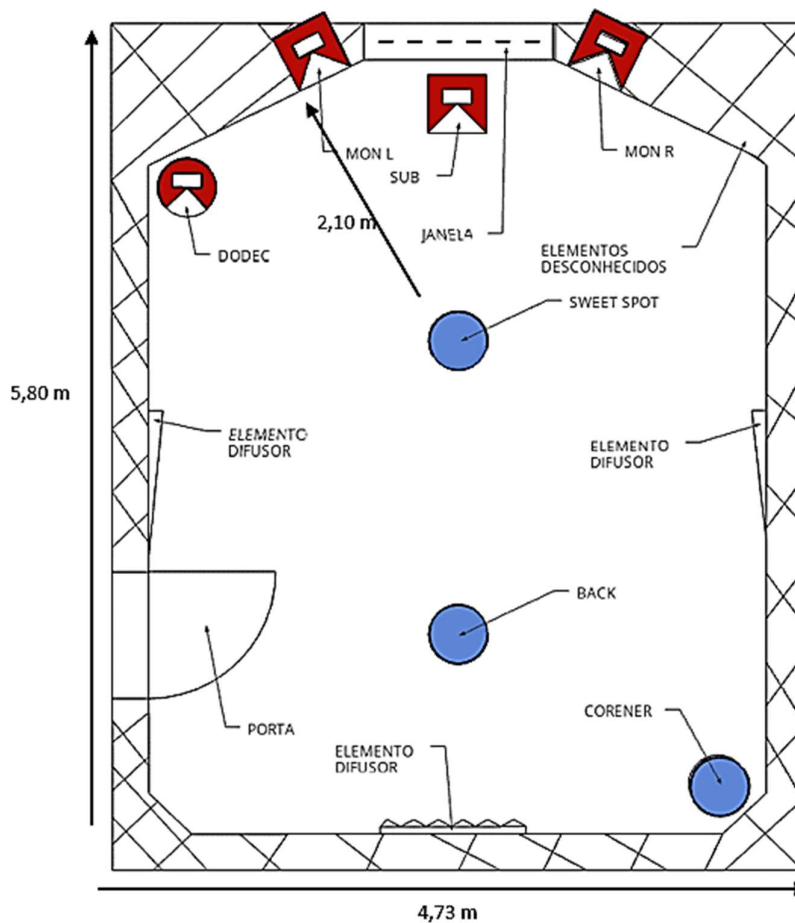 MON L
MON R
SUB
2,10 m
JANELA
DODEC
ELEMENTOS
DESCONHECIDOS
SWEET SPOT
5,80 m
ELEMENTO
DIFUSOR
ELEMENTO
DIFUSOR
BACK
CORENER
PORTA
ELEMENTO
DIFUSOR
4,73 m